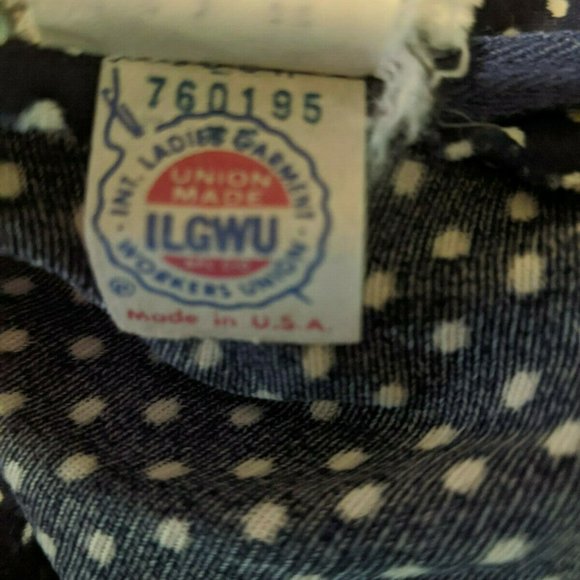 760195
INT. LADIES GARMENT
WORKERS UNION
UNION
MADE
ILGWU
®
Made in U.S.A.